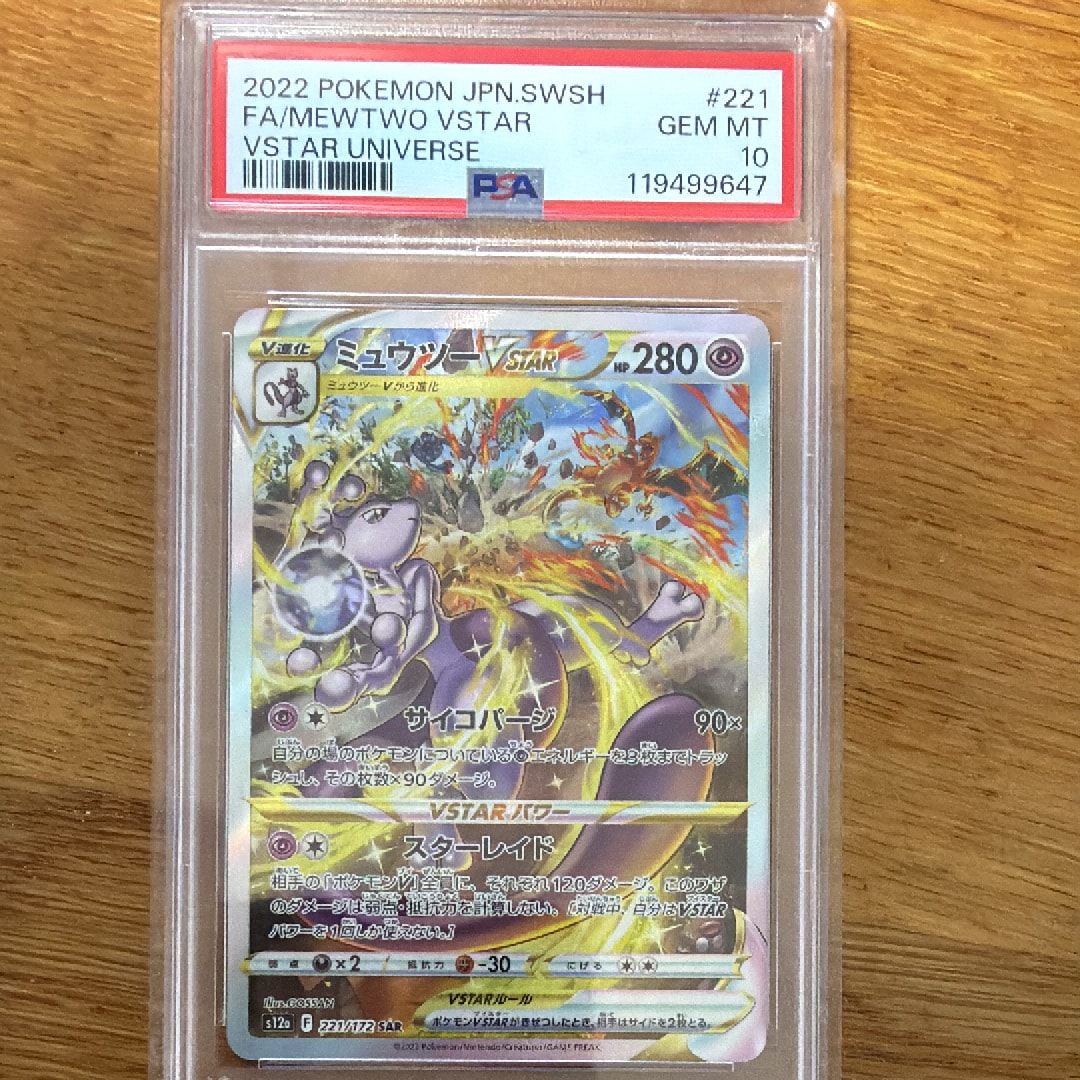 2022 POKEMON JPN.SWSH #221
FA/MEWTWO VSTAR GEM MT
VSTAR UNIVERSE 10
PSA 119499647
V進化 ミュウツーVSTAR HP 280
ミュウツーVから進化
サイコパージ 90×
自分の場のポケモンについている エネルギーを3枚までトラッ
シュし、その枚数×90ダメージ。
VSTARパワー
スターレイド
相手の「ポケモンV」全員に、それぞれ120ダメージ。このワザ
のダメージは弱点・抵抗力を計算しない。[対戦中、自分はVSTAR
パワーを1回しか使えない。]
弱点 ×2 抵抗力 -30 にげる
illus. GOSSAN
VSTARルール
s12a F 221/172 SAR
ポケモンVSTARがきぜつしたとき、相手はサイドを2枚とる。
©2022 Pokémon/Nintendo/Creatures/GAME FREAK